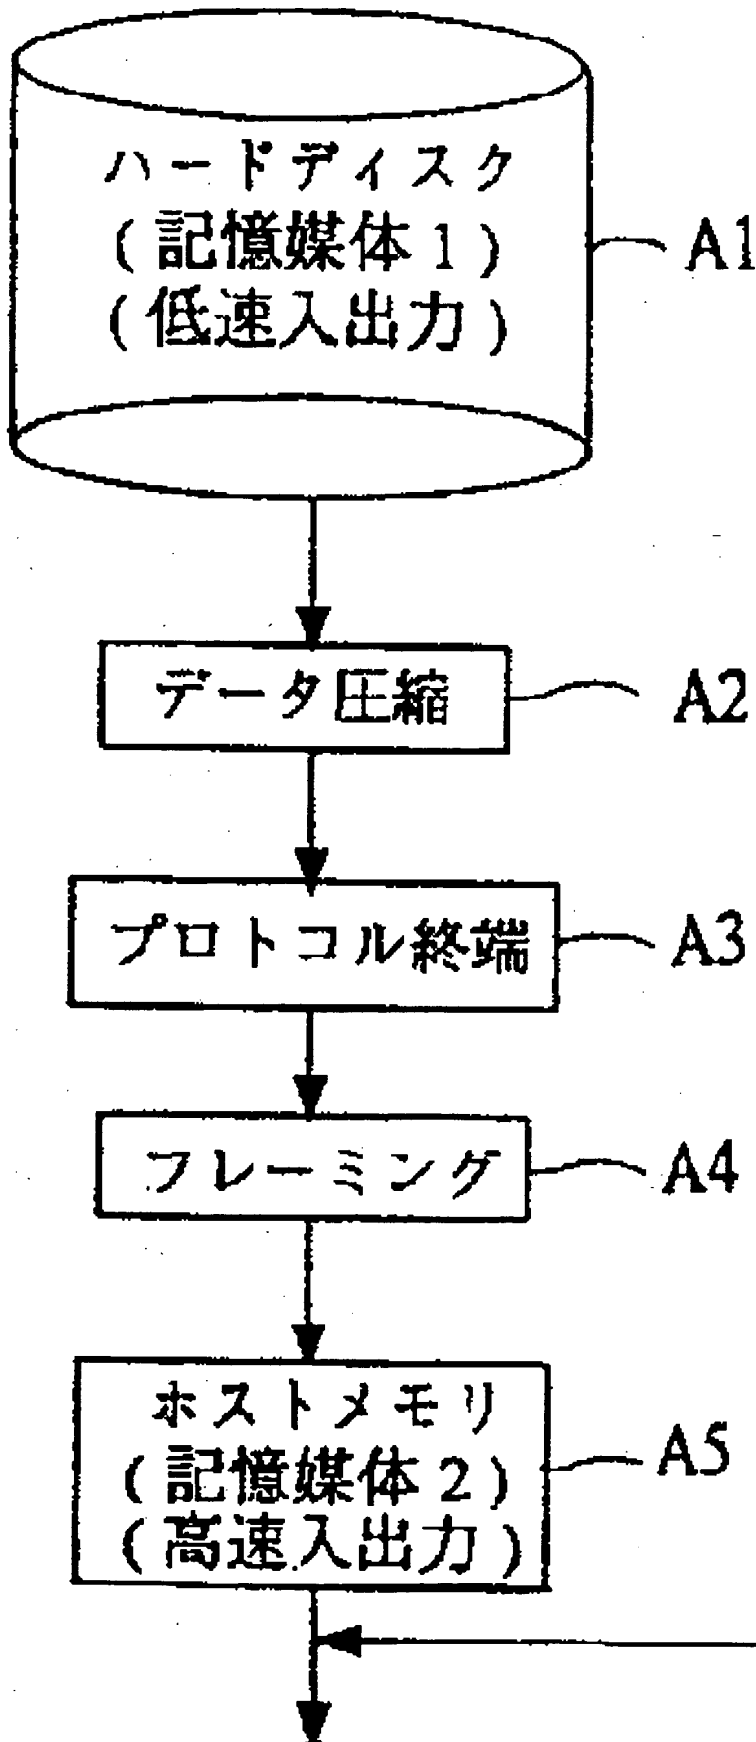 ハードディスク
(記憶媒体1)
(低速入出力)
A1
データ圧縮
A2
プロトコル終端
A3
フレーミング
A4
ホストメモリ
(記憶媒体2)
(高速入出力)
A5